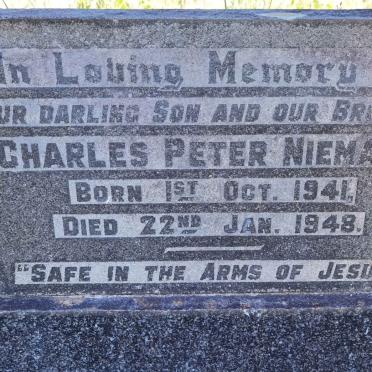 In Loving Memory
UR DARLING SON AND OUR BR
CHARLES PETER NIEMA
BORN 1ST OCT. 1941,
DIED 22ND JAN. 1948.
"SAFE IN THE ARMS OF JESU